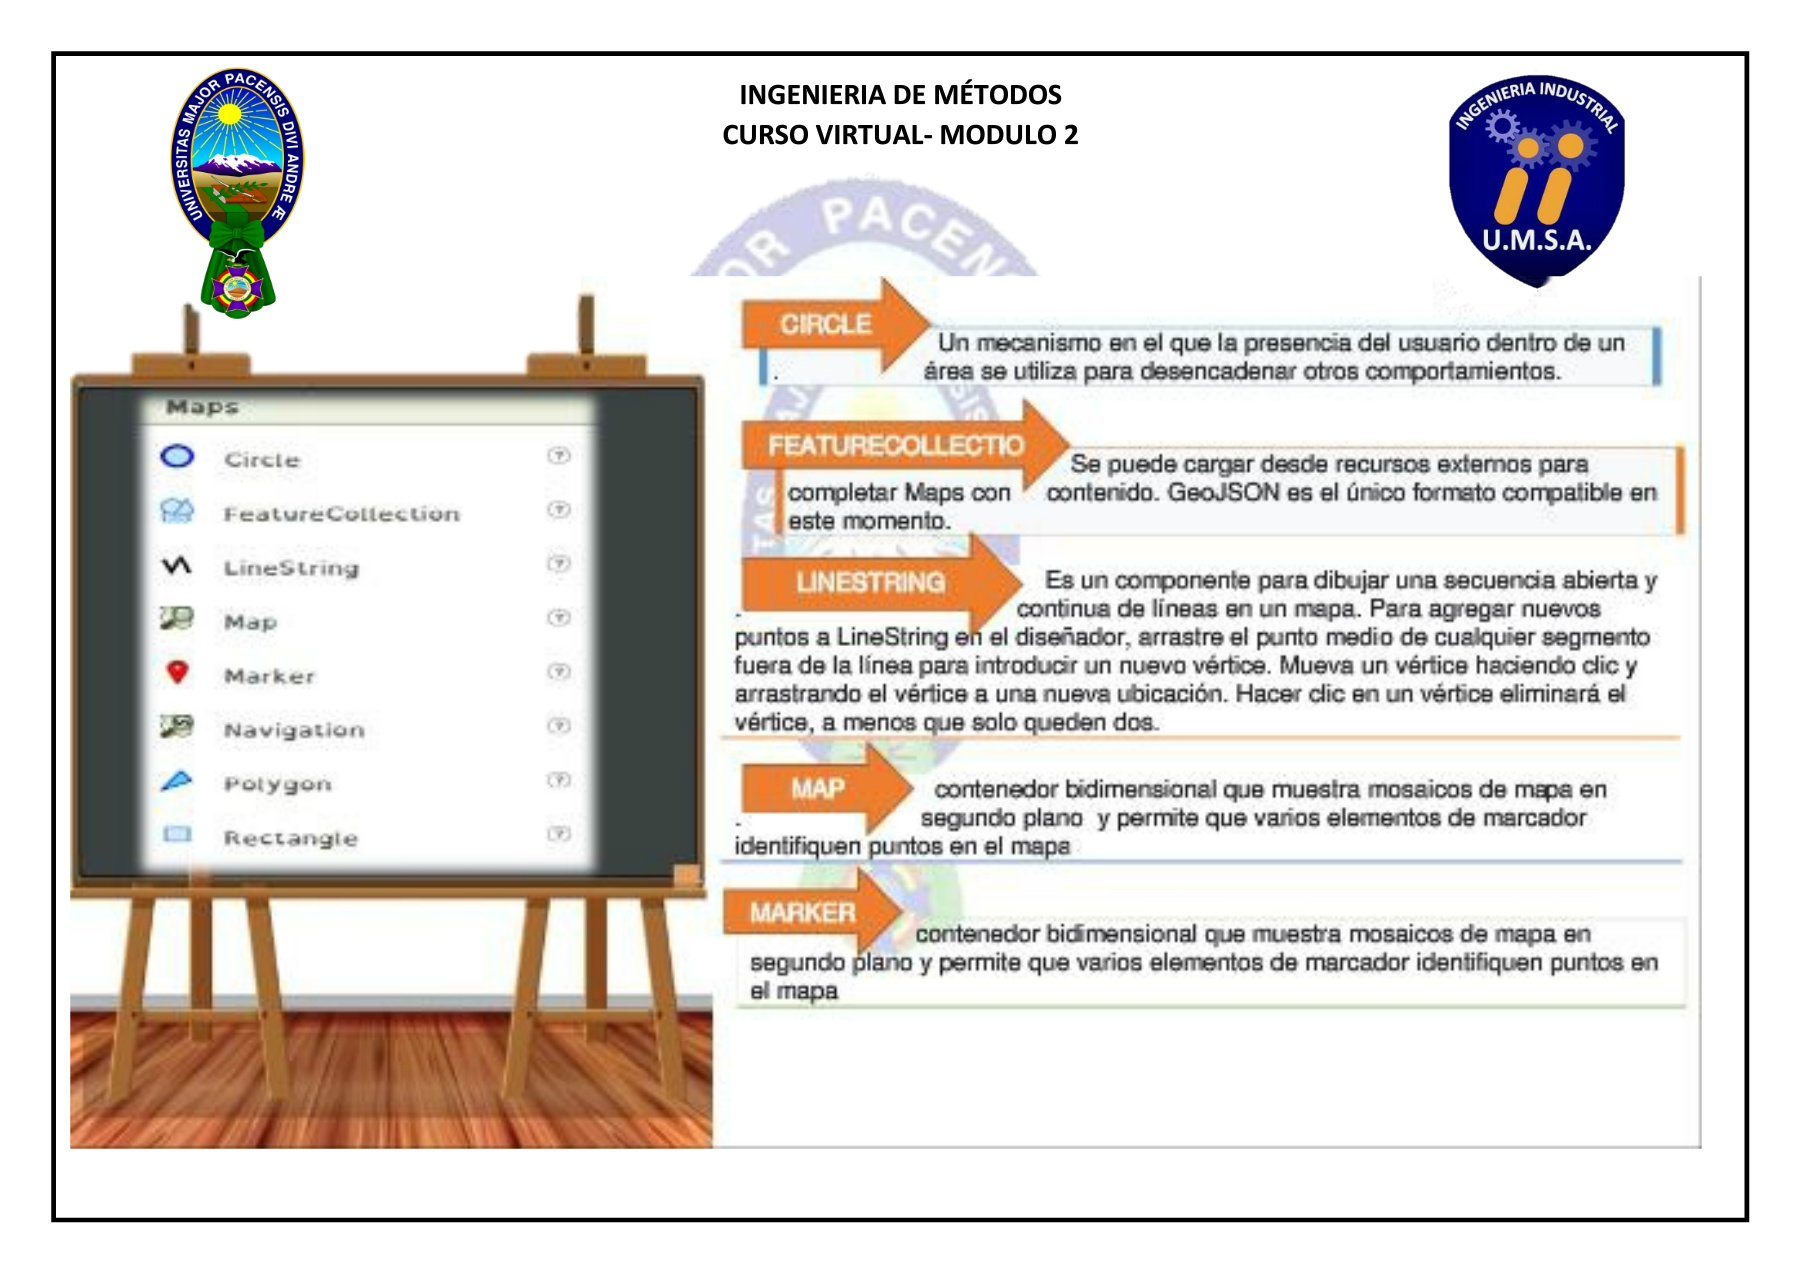 UNIVERSITAS MAJOR PACENSIS DIVI ANDRE Æ
INGENIERIA DE MÉTODOS
CURSO VIRTUAL- MODULO 2
INGENIERIA INDUSTRIAL
U.M.S.A.
OR PACEN
Maps
Circle
FeatureCollection
LineString
Map
Marker
Navigation
Polygon
Rectangle
CIRCLE
Un mecanismo en el que la presencia del usuario dentro de un
. área se utiliza para desencadenar otros comportamientos.
FEATURECOLLECTIO
Se puede cargar desde recursos externos para
completar Maps con contenido. GeoJSON es el único formato compatible en
este momento.
LINESTRING
Es un componente para dibujar una secuencia abierta y
. continua de líneas en un mapa. Para agregar nuevos
puntos a LineString en el diseñador, arrastre el punto medio de cualquier segmento
fuera de la línea para introducir un nuevo vértice. Mueva un vértice haciendo clic y
arrastrando el vértice a una nueva ubicación. Hacer clic en un vértice eliminará el
vértice, a menos que solo queden dos.
MAP
contenedor bidimensional que muestra mosaicos de mapa en
. segundo plano y permite que varios elementos de marcador
identifiquen puntos en el mapa
MARKER
contenedor bidimensional que muestra mosaicos de mapa en
segundo plano y permite que varios elementos de marcador identifiquen puntos en
el mapa